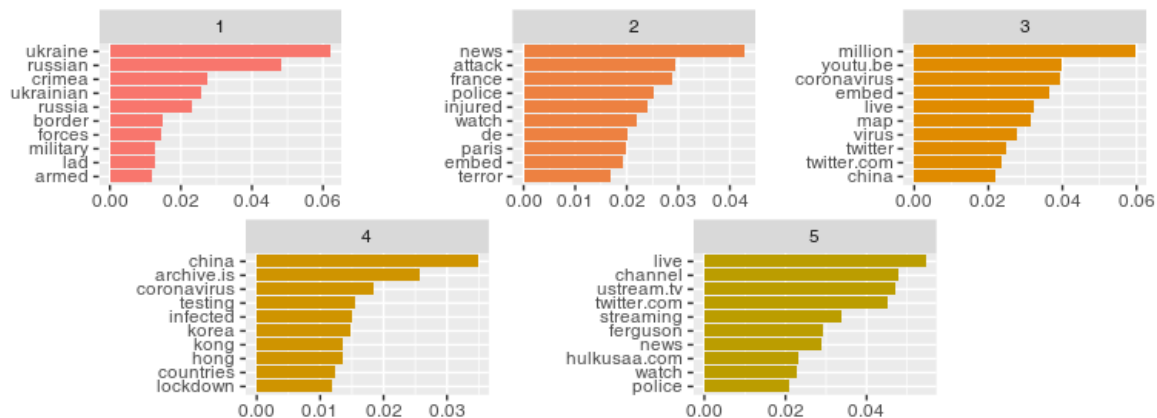 1
ukraine
russian
crimea
ukrainian
russia
border
forces
military
lad
armed
0.00 0.02 0.04 0.06
2
news
attack
france
police
injured
watch
de
paris
embed
terror
0.00 0.01 0.02 0.03 0.04
3
million
youtu.be
coronavirus
embed
live
map
virus
twitter
twitter.com
china
0.00 0.02 0.04 0.06
4
china
archive.is
coronavirus
testing
infected
korea
kong
hong
countries
lockdown
0.00 0.01 0.02 0.03
5
live
channel
ustream.tv
twitter.com
streaming
ferguson
news
hulkusaa.com
watch
police
0.00 0.02 0.04